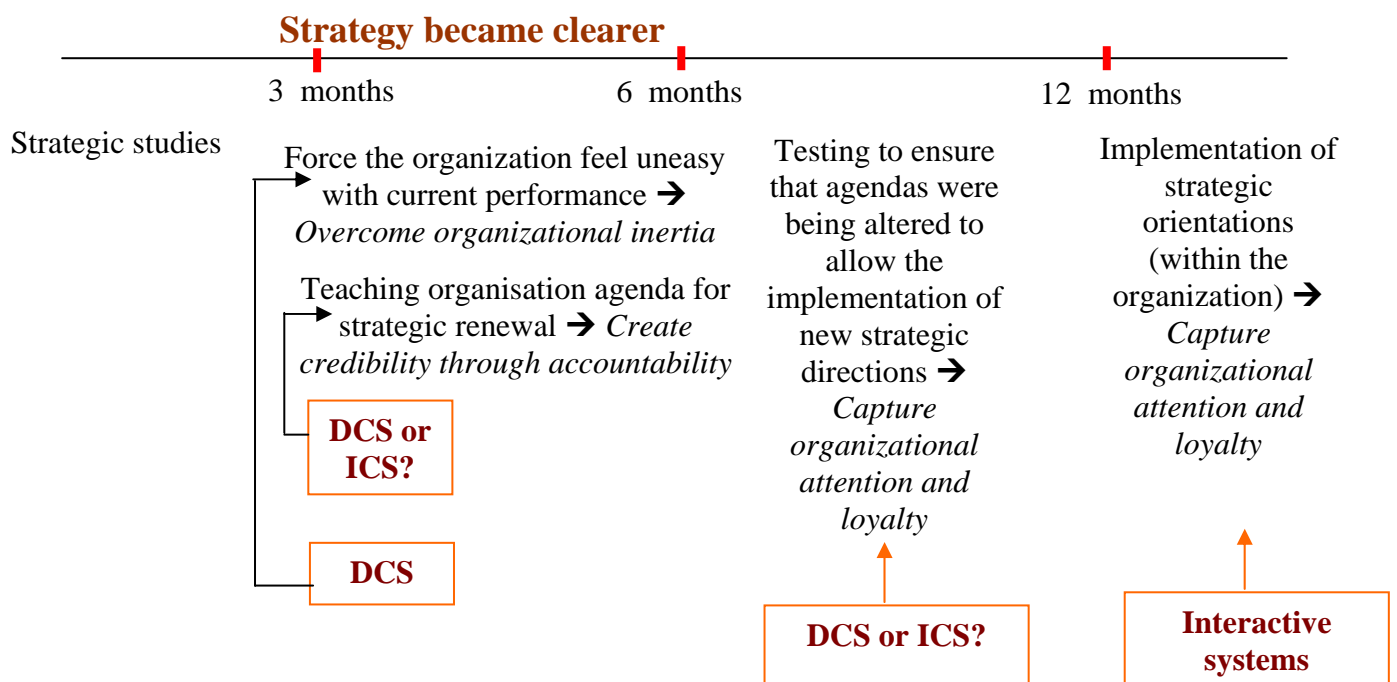 Strategy became clearer
3 months
6 months
12 months
Strategic studies
Force the organization feel uneasy
with current performance ➔
Overcome organizational inertia
Teaching organisation agenda for
strategic renewal ➔ Create
credibility through accountability
DCS or
ICS?
DCS
Testing to ensure
that agendas were
being altered to
allow the
implementation of
new strategic
directions ➔
Capture
organizational
attention and
loyalty
DCS or ICS?
Implementation of
strategic
orientations
(within the
organization) ➔
Capture
organizational
attention and
loyalty
Interactive
systems